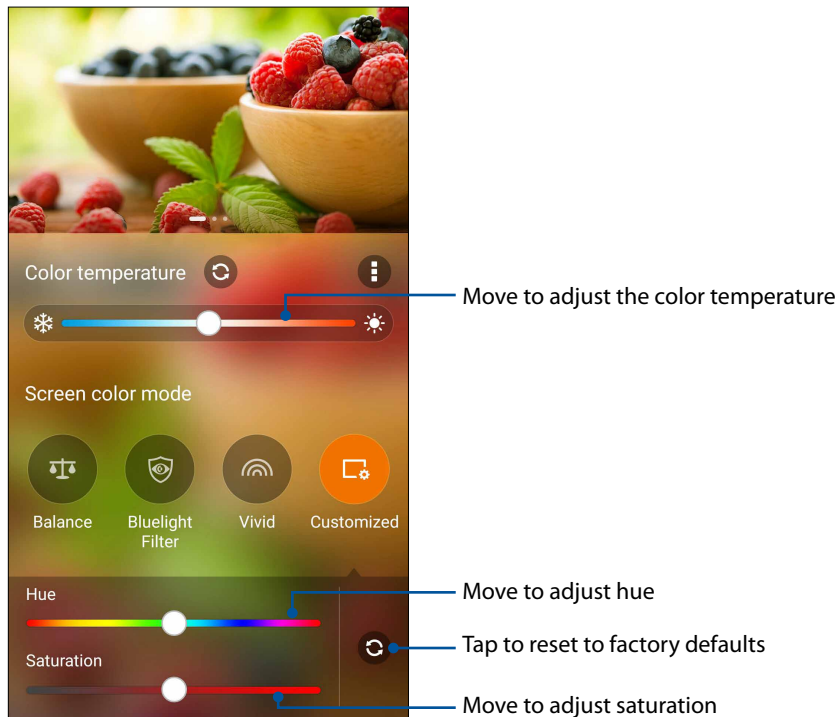 Color temperature
Move to adjust the color temperature
Screen color mode
Balance
Bluelight
Filter
Vivid
Customized
Hue
Move to adjust hue
Tap to reset to factory defaults
Saturation
Move to adjust saturation